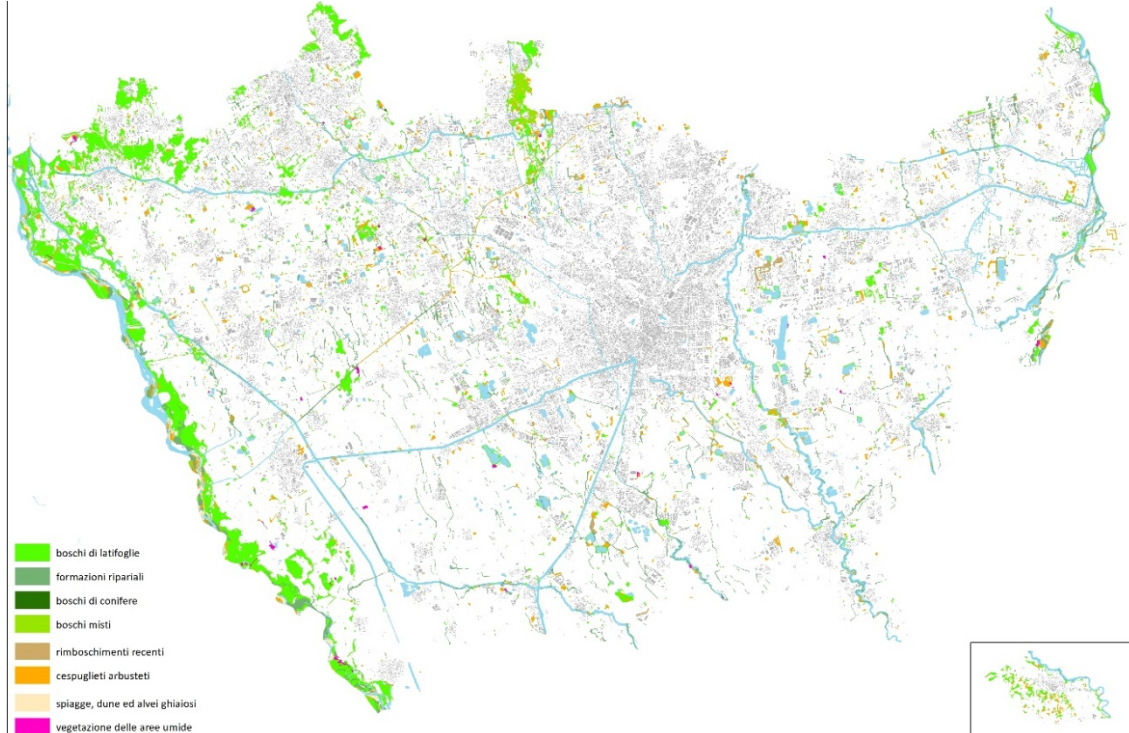 boschi di latifoglie
formazioni ripariali
boschi di conifere
boschi misti
rimboschimenti recenti
cespuglieti arbusteti
spiagge, dune ed alvei ghiaiosi
vegetazione delle aree umide